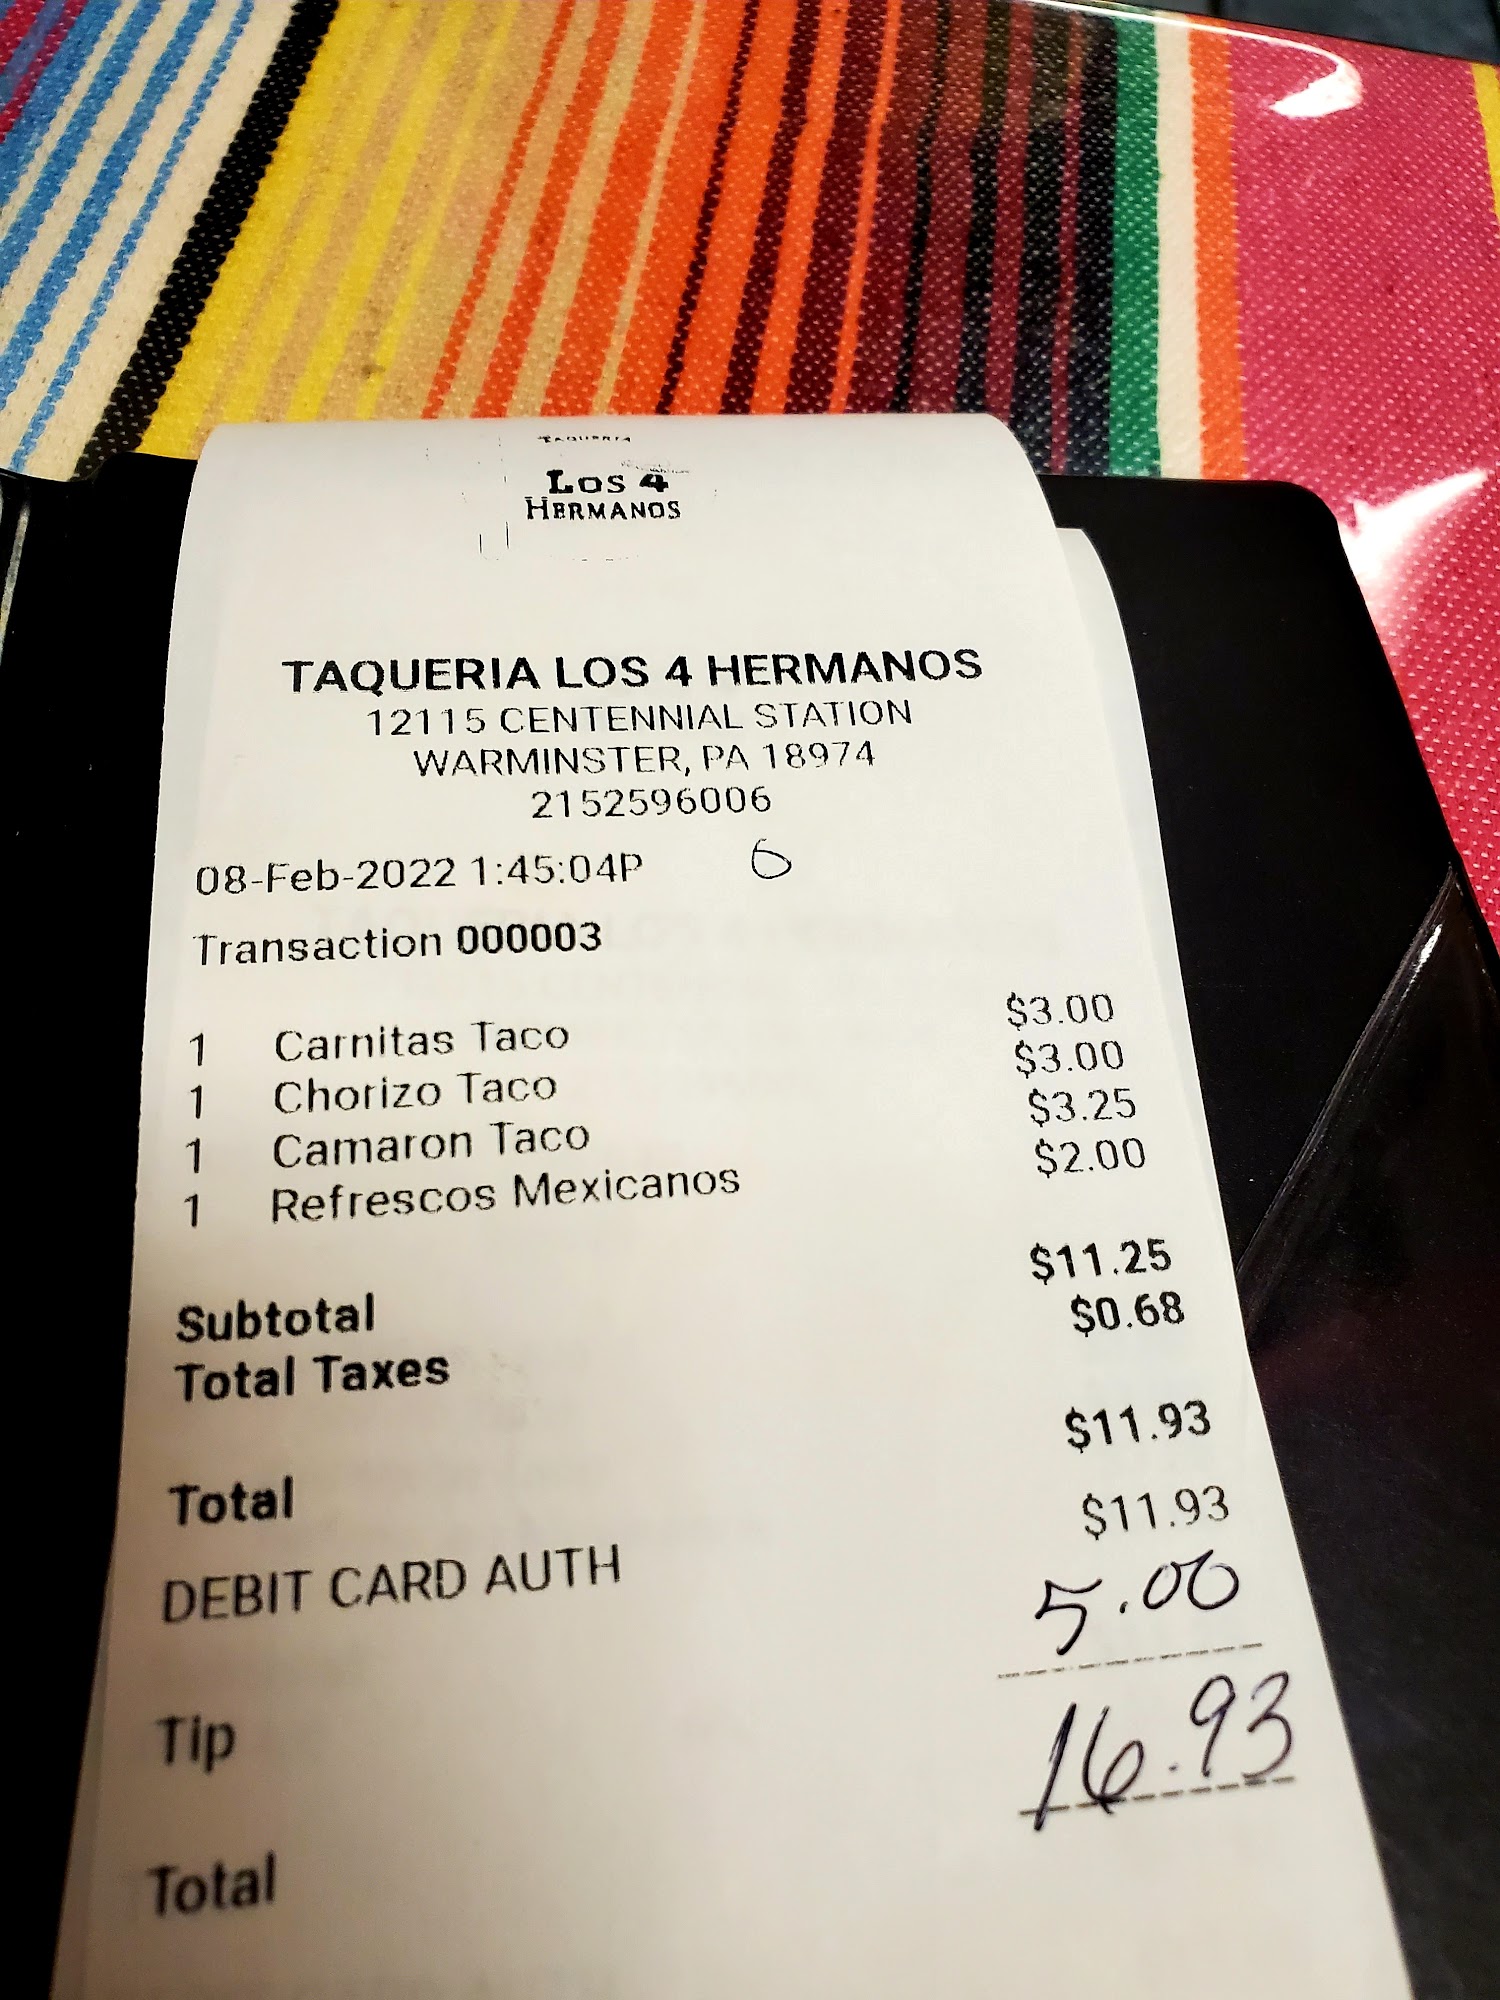 TAQUERIA
LOS 4
HERMANOS
TAQUERIA LOS 4 HERMANOS
12115 CENTENNIAL STATION
WARMINSTER, PA 18974
2152596006
08-Feb-2022 1:45:04P 6
Transaction 000003
1 Carnitas Taco $3.00
1 Chorizo Taco $3.00
1 Camaron Taco $3.25
1 Refrescos Mexicanos $2.00
Subtotal $11.25
Total Taxes $0.68
Total $11.93
DEBIT CARD AUTH $11.93
Tip 5.00
Total 16.93